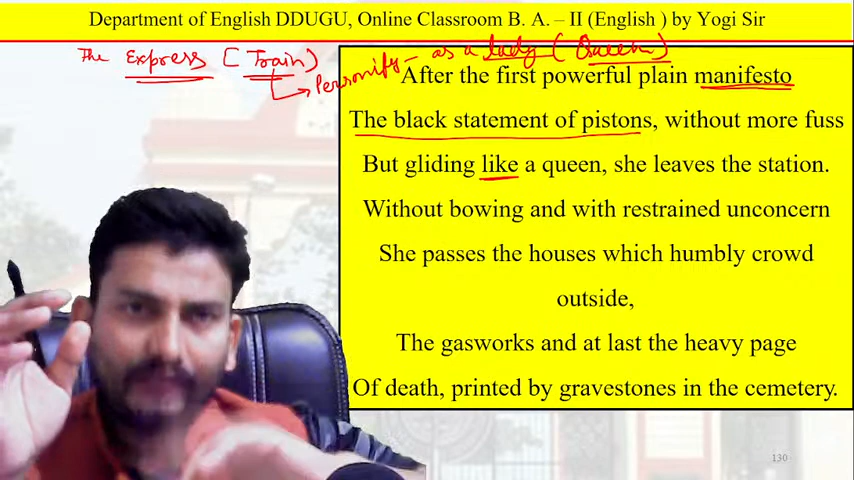 Department of English DDUGU, Online Classroom B. A. – II (English ) by Yogi Sir
The Express (Train)
Personify – as a lady (Queen)
After the first powerful plain manifesto
The black statement of pistons, without more fuss
But gliding like a queen, she leaves the station.
Without bowing and with restrained unconcern
She passes the houses which humbly crowd
outside,
The gasworks and at last the heavy page
Of death, printed by gravestones in the cemetery.
130